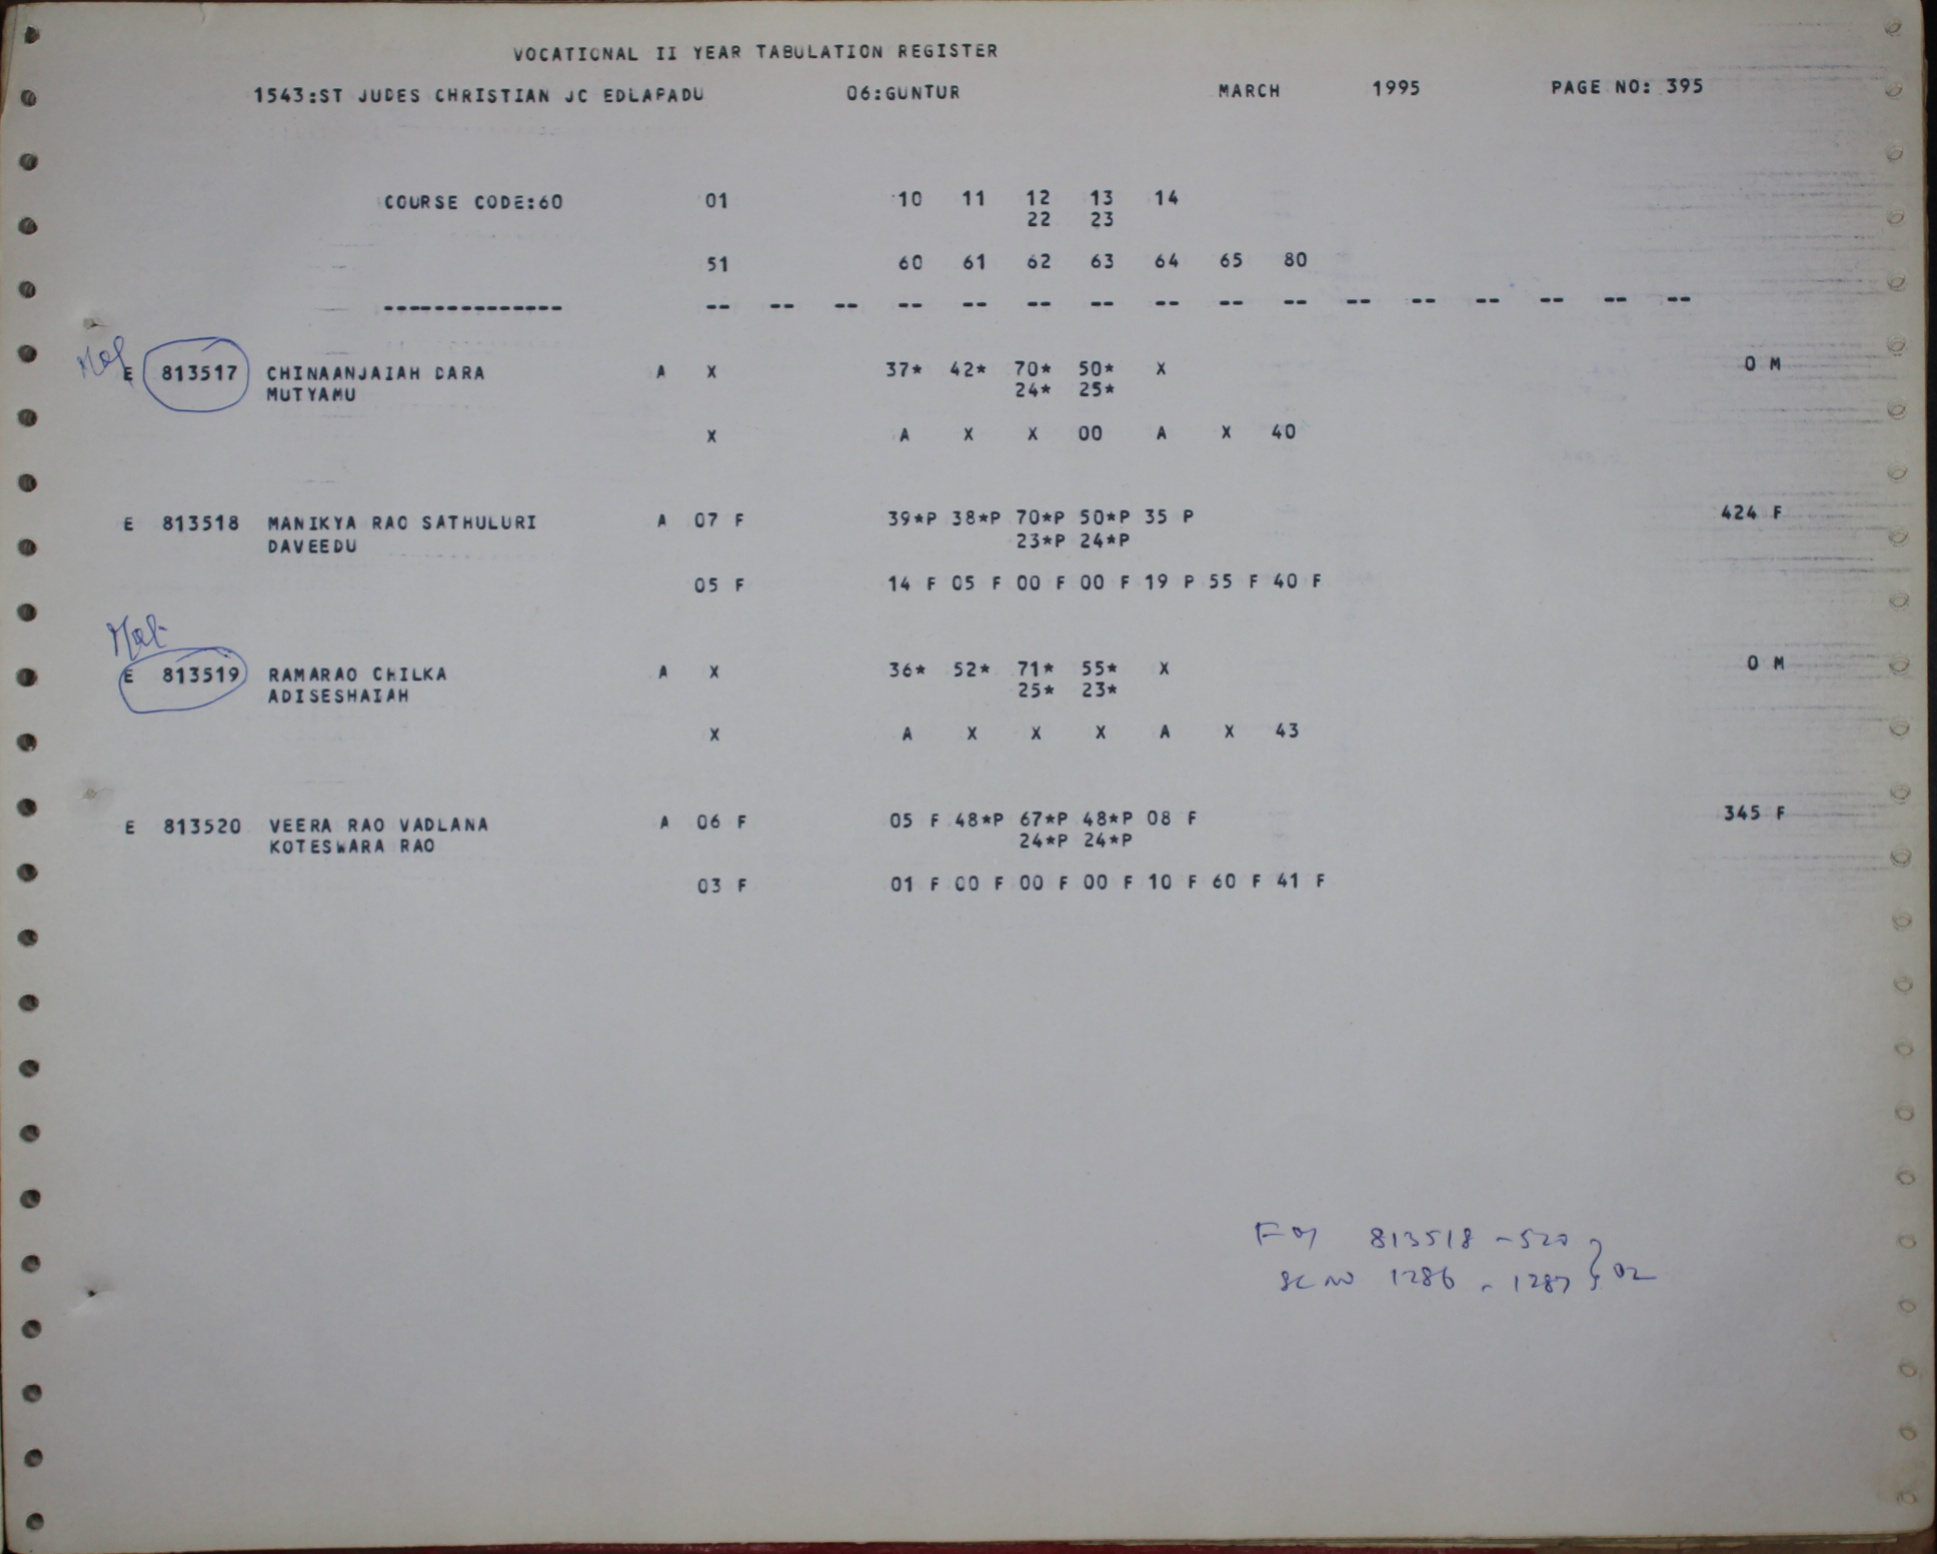 VOCATIONAL II YEAR TABULATION REGISTER
1543:ST JUDES CHRISTIAN JC EDLAPADU 06:GUNTUR MARCH 1995 PAGE NO: 395
COURSE CODE:60 01 10 11 12 13 14
22 23
51 60 61 62 63 64 65 80
-------------- -- -- -- -- -- -- -- -- -- -- -- -- -- -- -- --
E 813517 CHINAANJAIAH DARA A X 37* 42* 70* 50* X 0 M
MUTYAMU 24* 25*
X A X X 00 A X 40
E 813518 MANIKYA RAO SATHULURI A 07 F 39*P 38*P 70*P 50*P 35 P 424 F
DAVEEDU 23*P 24*P
05 F 14 F 05 F 00 F 00 F 19 P 55 F 40 F
E 813519 RAMARAO CHILKA A X 36* 52* 71* 55* X 0 M
ADISESHAIAH 25* 23*
X A X X X A X 43
E 813520 VEERA RAO VADLANA A 06 F 05 F 48*P 67*P 48*P 08 F 345 F
KOTESWARA RAO 24*P 24*P
03 F 01 F 00 F 00 F 00 F 10 F 60 F 41 F
813518 - 520
1286 - 1287 } 02